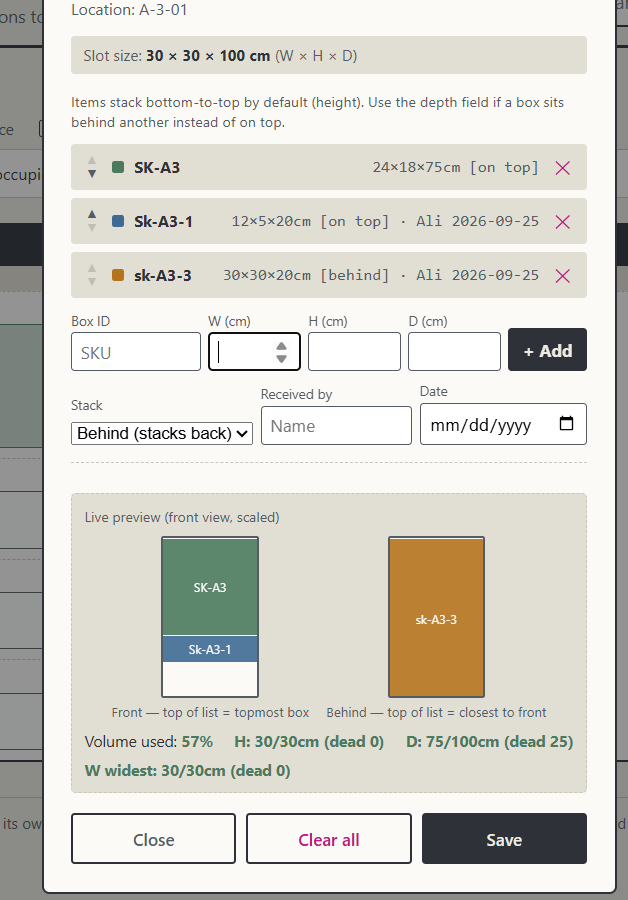 ons to
Location: A-3-01
Slot size: 30 × 30 × 100 cm (W × H × D)
Items stack bottom-to-top by default (height). Use the depth field if a box sits
behind another instead of on top.
ce
occupi
SK-A3 24×18×75cm [on top]
Sk-A3-1 12×5×20cm [on top] · Ali 2026-09-25
sk-A3-3 30×30×20cm [behind] · Ali 2026-09-25
Box ID W (cm) H (cm) D (cm)
SKU + Add
Stack Received by Date
Behind (stacks back) Name mm/dd/yyyy
Live preview (front view, scaled)
SK-A3
sk-A3-3
Sk-A3-1
Front — top of list = topmost box Behind — top of list = closest to front
Volume used: 57% H: 30/30cm (dead 0) D: 75/100cm (dead 25)
W widest: 30/30cm (dead 0)
its ow
d
Close Clear all Save